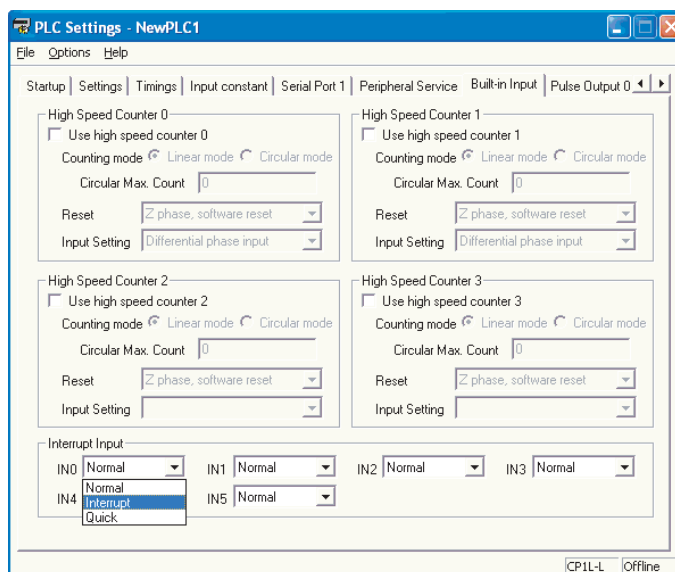 PLC Settings - NewPLC1
File Options Help
Startup Settings Timings Input constant Serial Port 1 Peripheral Service Built-in Input Pulse Output 0
High Speed Counter 0
Use high speed counter 0
Counting mode Linear mode Circular mode
Circular Max. Count 0
Reset Z phase, software reset
Input Setting Differential phase input
High Speed Counter 1
Use high speed counter 1
Counting mode Linear mode Circular mode
Circular Max. Count 0
Reset Z phase, software reset
Input Setting Differential phase input
High Speed Counter 2
Use high speed counter 2
Counting mode Linear mode Circular mode
Circular Max. Count 0
Reset Z phase, software reset
Input Setting
High Speed Counter 3
Use high speed counter 3
Counting mode Linear mode Circular mode
Circular Max. Count 0
Reset Z phase, software reset
Input Setting
Interrupt Input
IN0 Normal IN1 Normal IN2 Normal IN3 Normal
Normal
IN4 Interrupt IN5 Normal
Quick
CP1L-L Offline